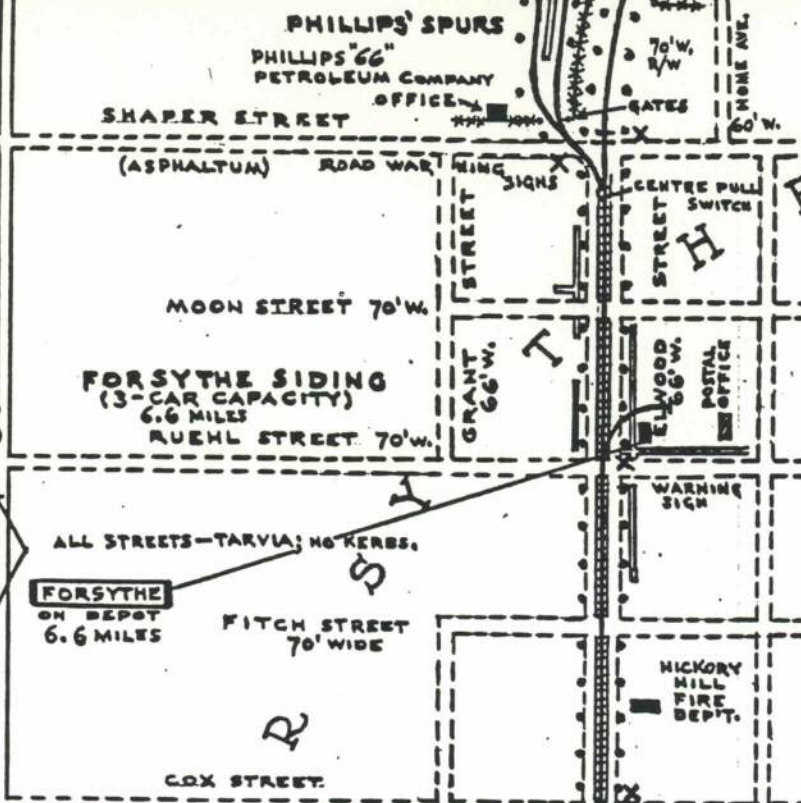 PHILLIPS' SPURS
PHILLIPS "66"
PETROLEUM COMPANY
OFFICE
70'W.
R/W
HOME AVE.
60'W.
GATES
SHAPER STREET
(ASPHALTUM)
ROAD WARNING
SIGNS
CENTRE PULL
SWITCH
STREET
STREET
H
MOON STREET 70'W.
T
GRANT
66'W.
ELWOOD
66'W.
POSTAL
OFFICE
FORSYTHE SIDING
(3-CAR CAPACITY)
6.6 MILES
RUEHL STREET 70'W.
Y
WARNING
SIGN
ALL STREETS—TARVIA; NO KERBS.
S
FORSYTHE
ON DEPOT
6.6 MILES
FITCH STREET
70' WIDE
HICKORY
HILL
FIRE
DEP'T.
R
COX STREET.